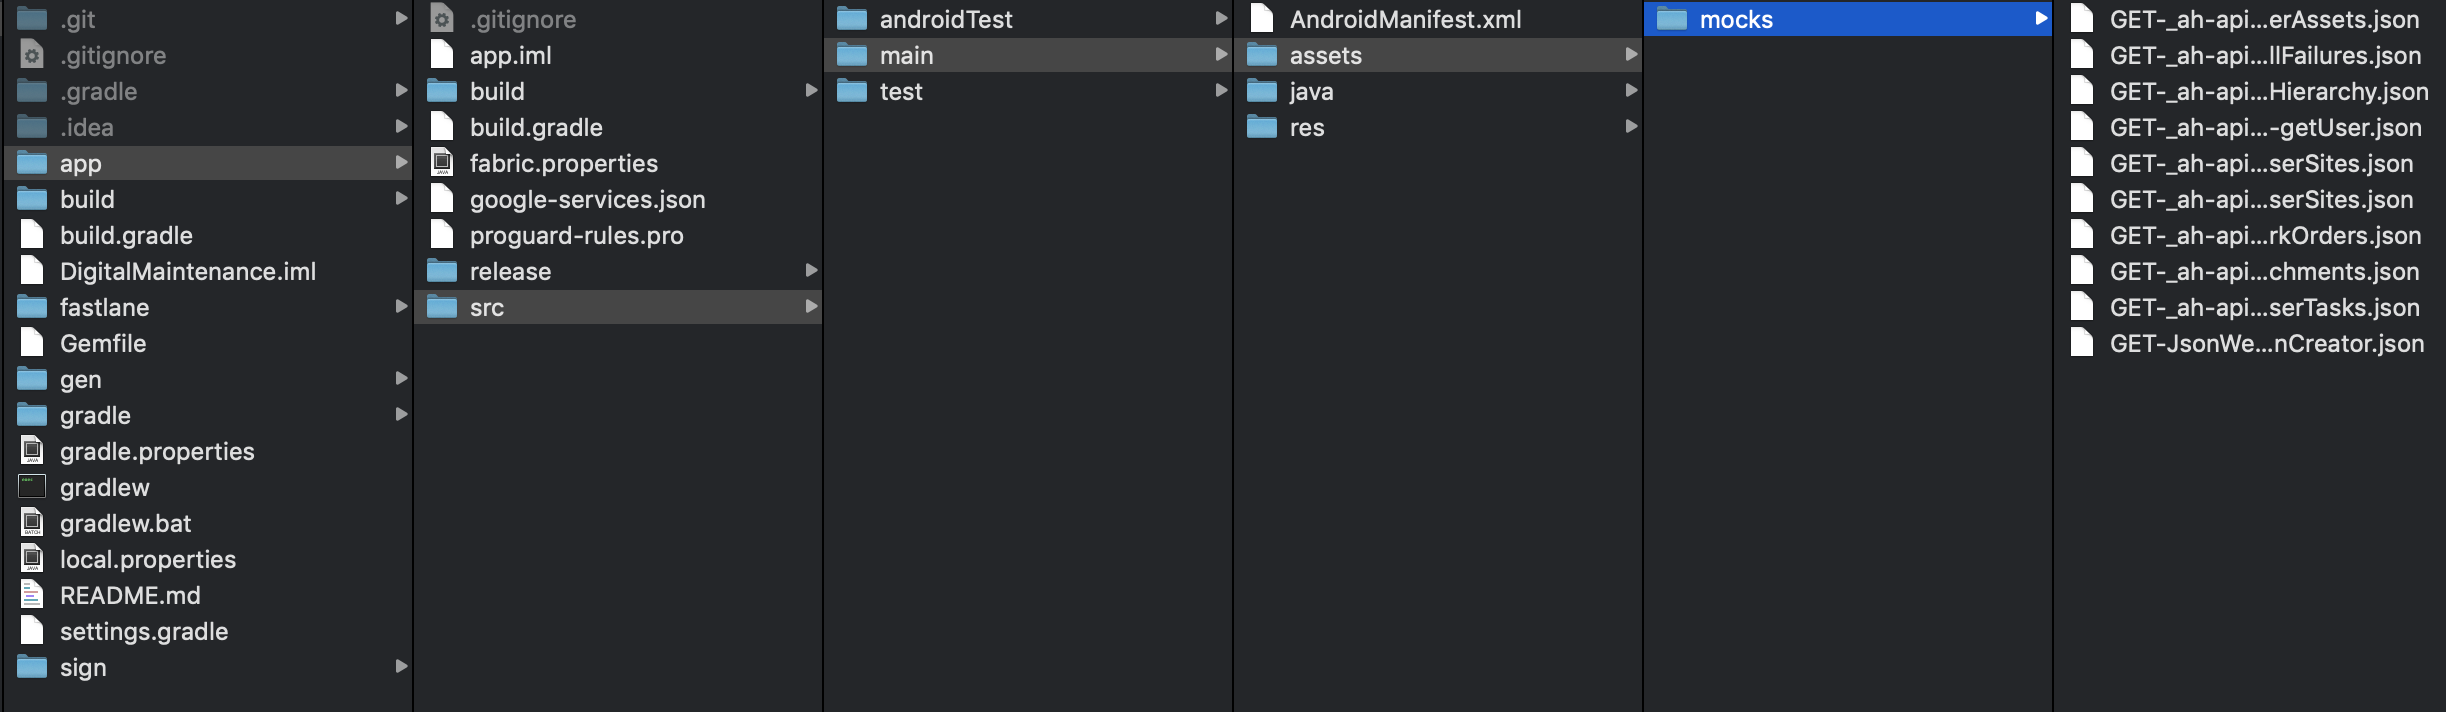 .git
.gitignore
.gradle
.idea
app
build
build.gradle
DigitalMaintenance.iml
fastlane
Gemfile
gen
gradle
gradle.properties
gradlew
gradlew.bat
local.properties
README.md
settings.gradle
sign
.gitignore
app.iml
build
build.gradle
fabric.properties
google-services.json
proguard-rules.pro
release
src
androidTest
main
test
AndroidManifest.xml
assets
java
res
mocks
GET-_ah-api...erAssets.json
GET-_ah-api...llFailures.json
GET-_ah-api...Hierarchy.json
GET-_ah-api...-getUser.json
GET-_ah-api...serSites.json
GET-_ah-api...serSites.json
GET-_ah-api...rkOrders.json
GET-_ah-api...chments.json
GET-_ah-api...serTasks.json
GET-JsonWe...nCreator.json